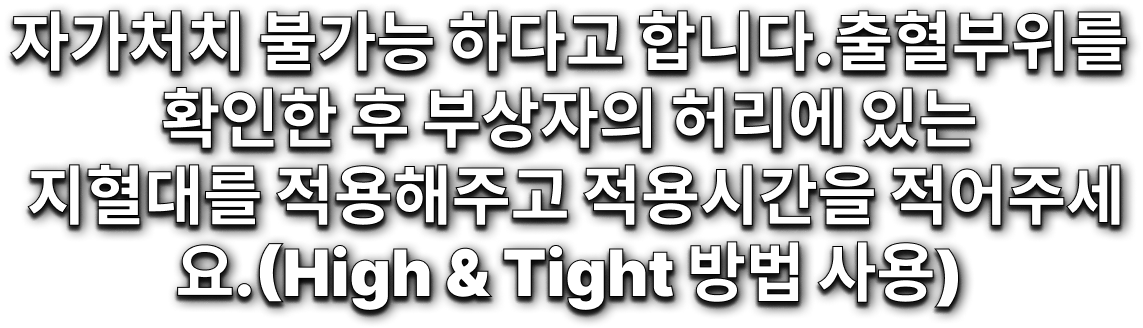 자가처치 불가능 하다고 합니다.출혈부위를
확인한 후 부상자의 허리에 있는
지혈대를 적용해주고 적용시간을 적어주세
요.(High & Tight 방법 사용)